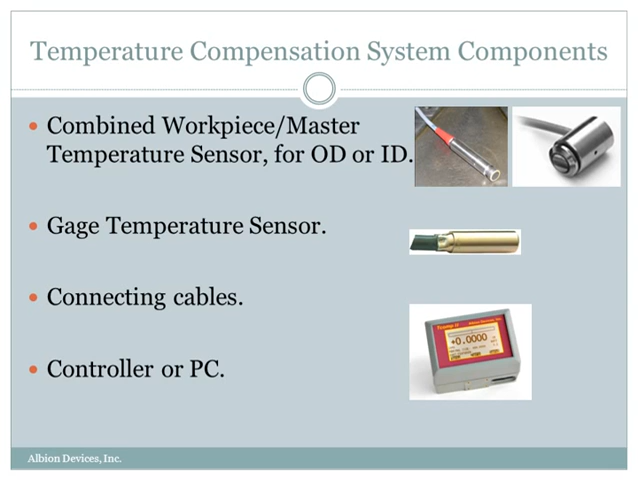 Temperature Compensation System Components
• Combined Workpiece/Master
Temperature Sensor, for OD or ID.
• Gage Temperature Sensor.
• Connecting cables.
• Controller or PC.
+0.0000
Albion Devices, Inc.